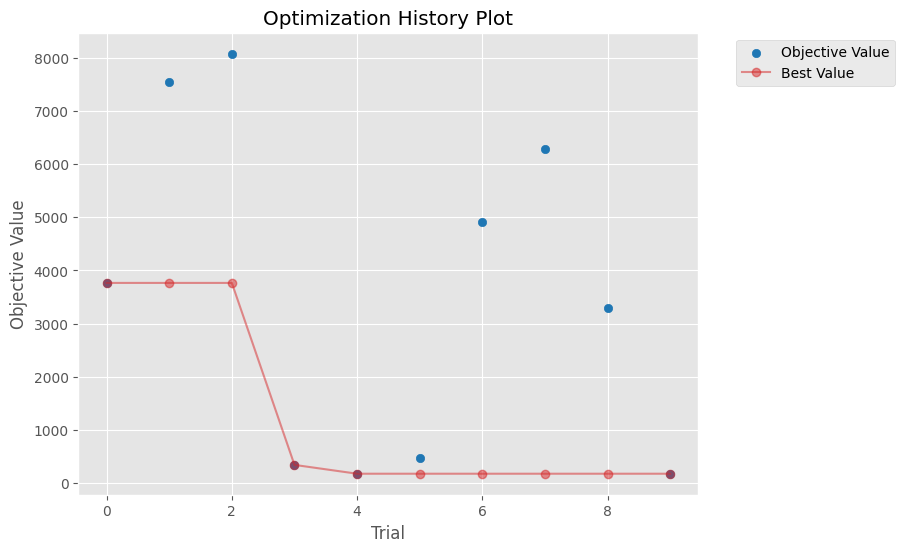 Optimization History Plot
Objective Value
Best Value
Objective Value
8000
7000
6000
5000
4000
3000
2000
1000
0
0
2
4
6
8
Trial